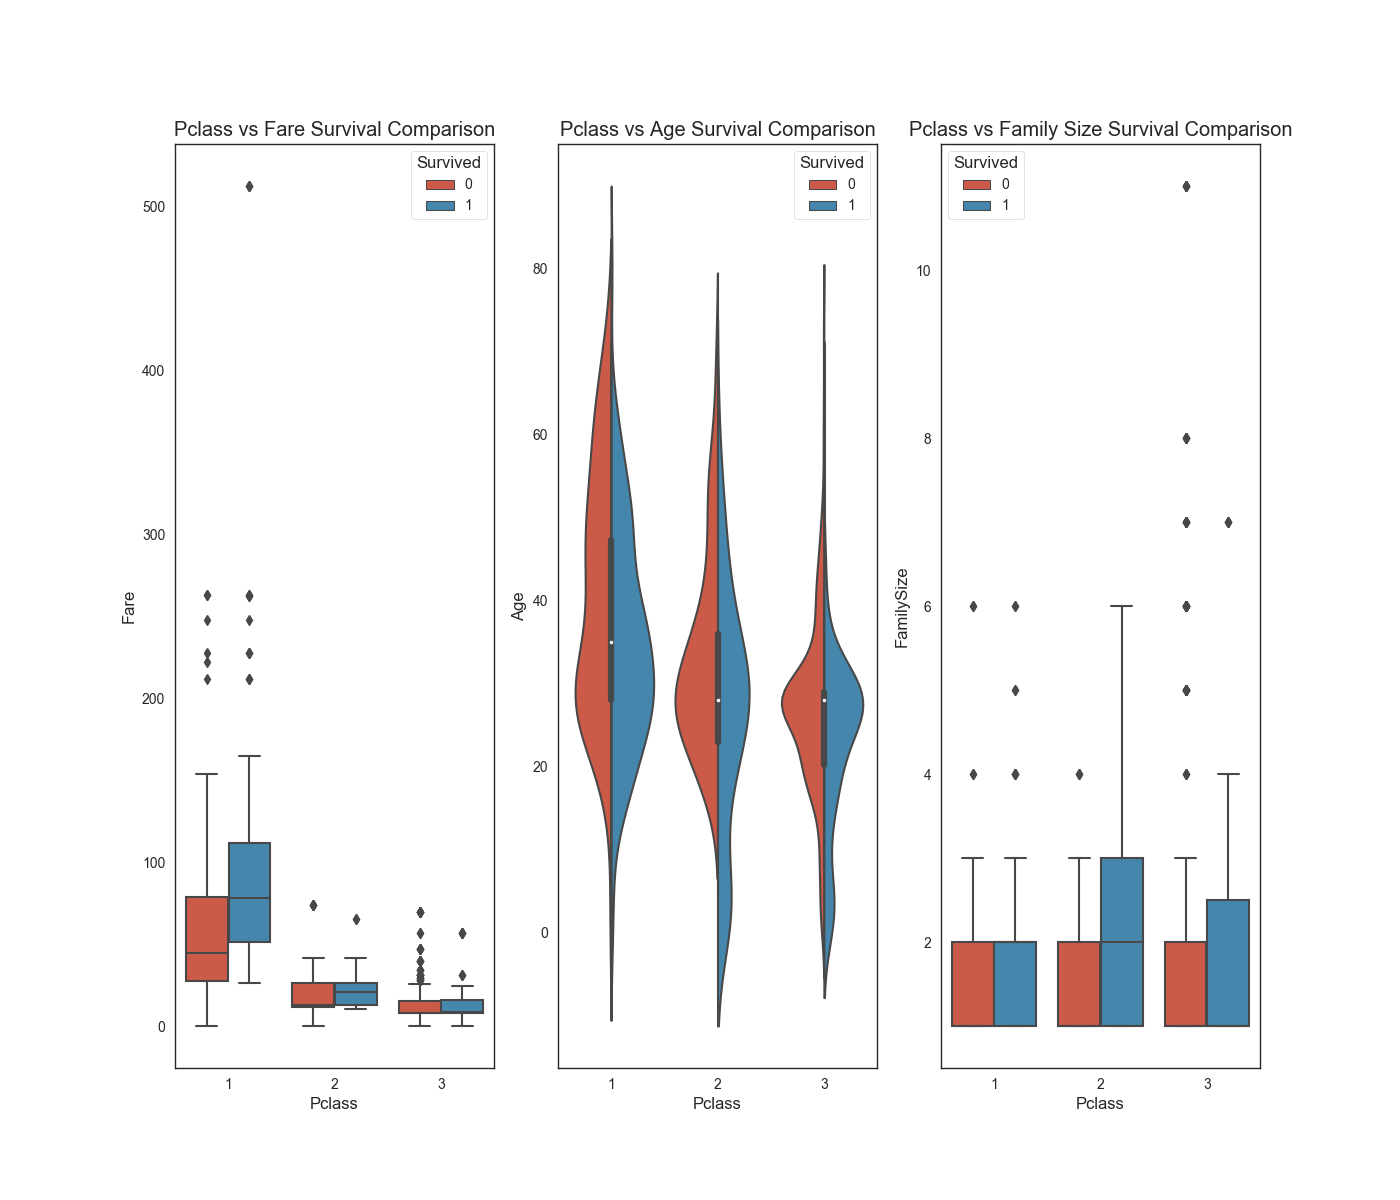 Pclass vs Fare Survival Comparison
Survived
0
1
500
400
300
200
100
0
Fare
1 2 3
Pclass
Pclass vs Age Survival Comparison
Survived
0
1
80
60
40
20
0
Age
1 2 3
Pclass
Pclass vs Family Size Survival Comparison
Survived
0
1
10
8
6
4
2
FamilySize
1 2 3
Pclass